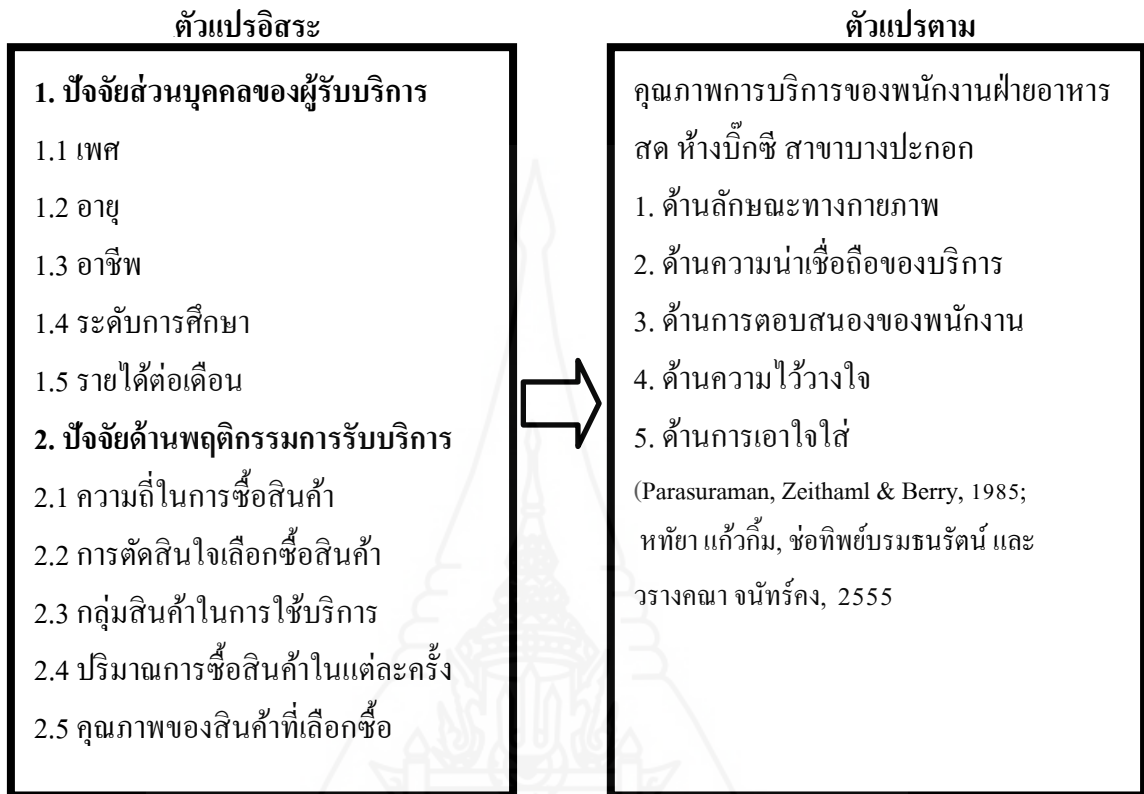 ตัวแปรอิสระ
1. ปัจจัยส่วนบุคคลของผู้รับบริการ
1.1 เพศ
1.2 อายุ
1.3 อาชีพ
1.4 ระดับการศึกษา
1.5 รายได้ต่อเดือน
2. ปัจจัยด้านพฤติกรรมการรับบริการ
2.1 ความถี่ในการซื้อสินค้า
2.2 การตัดสินใจเลือกซื้อสินค้า
2.3 กลุ่มสินค้าในการใช้บริการ
2.4 ปริมาณการซื้อสินค้าในแต่ละครั้ง
2.5 คุณภาพของสินค้าที่เลือกซื้อ
ตัวแปรตาม
คุณภาพการบริการของพนักงานฝ่ายอาหาร
สด ห้างบิ๊กซี สาขาบางปะกอก
1. ด้านลักษณะทางกายภาพ
2. ด้านความน่าเชื่อถือของบริการ
3. ด้านการตอบสนองของพนักงาน
4. ด้านความไว้วางใจ
5. ด้านการเอาใจใส่
(Parasuraman, Zeithaml & Berry, 1985;
หทัยา แก้วกิ้ม, ช่อทิพย์บรมธนรัตน์ และ
วรางคณา จนัทร์คง, 2555